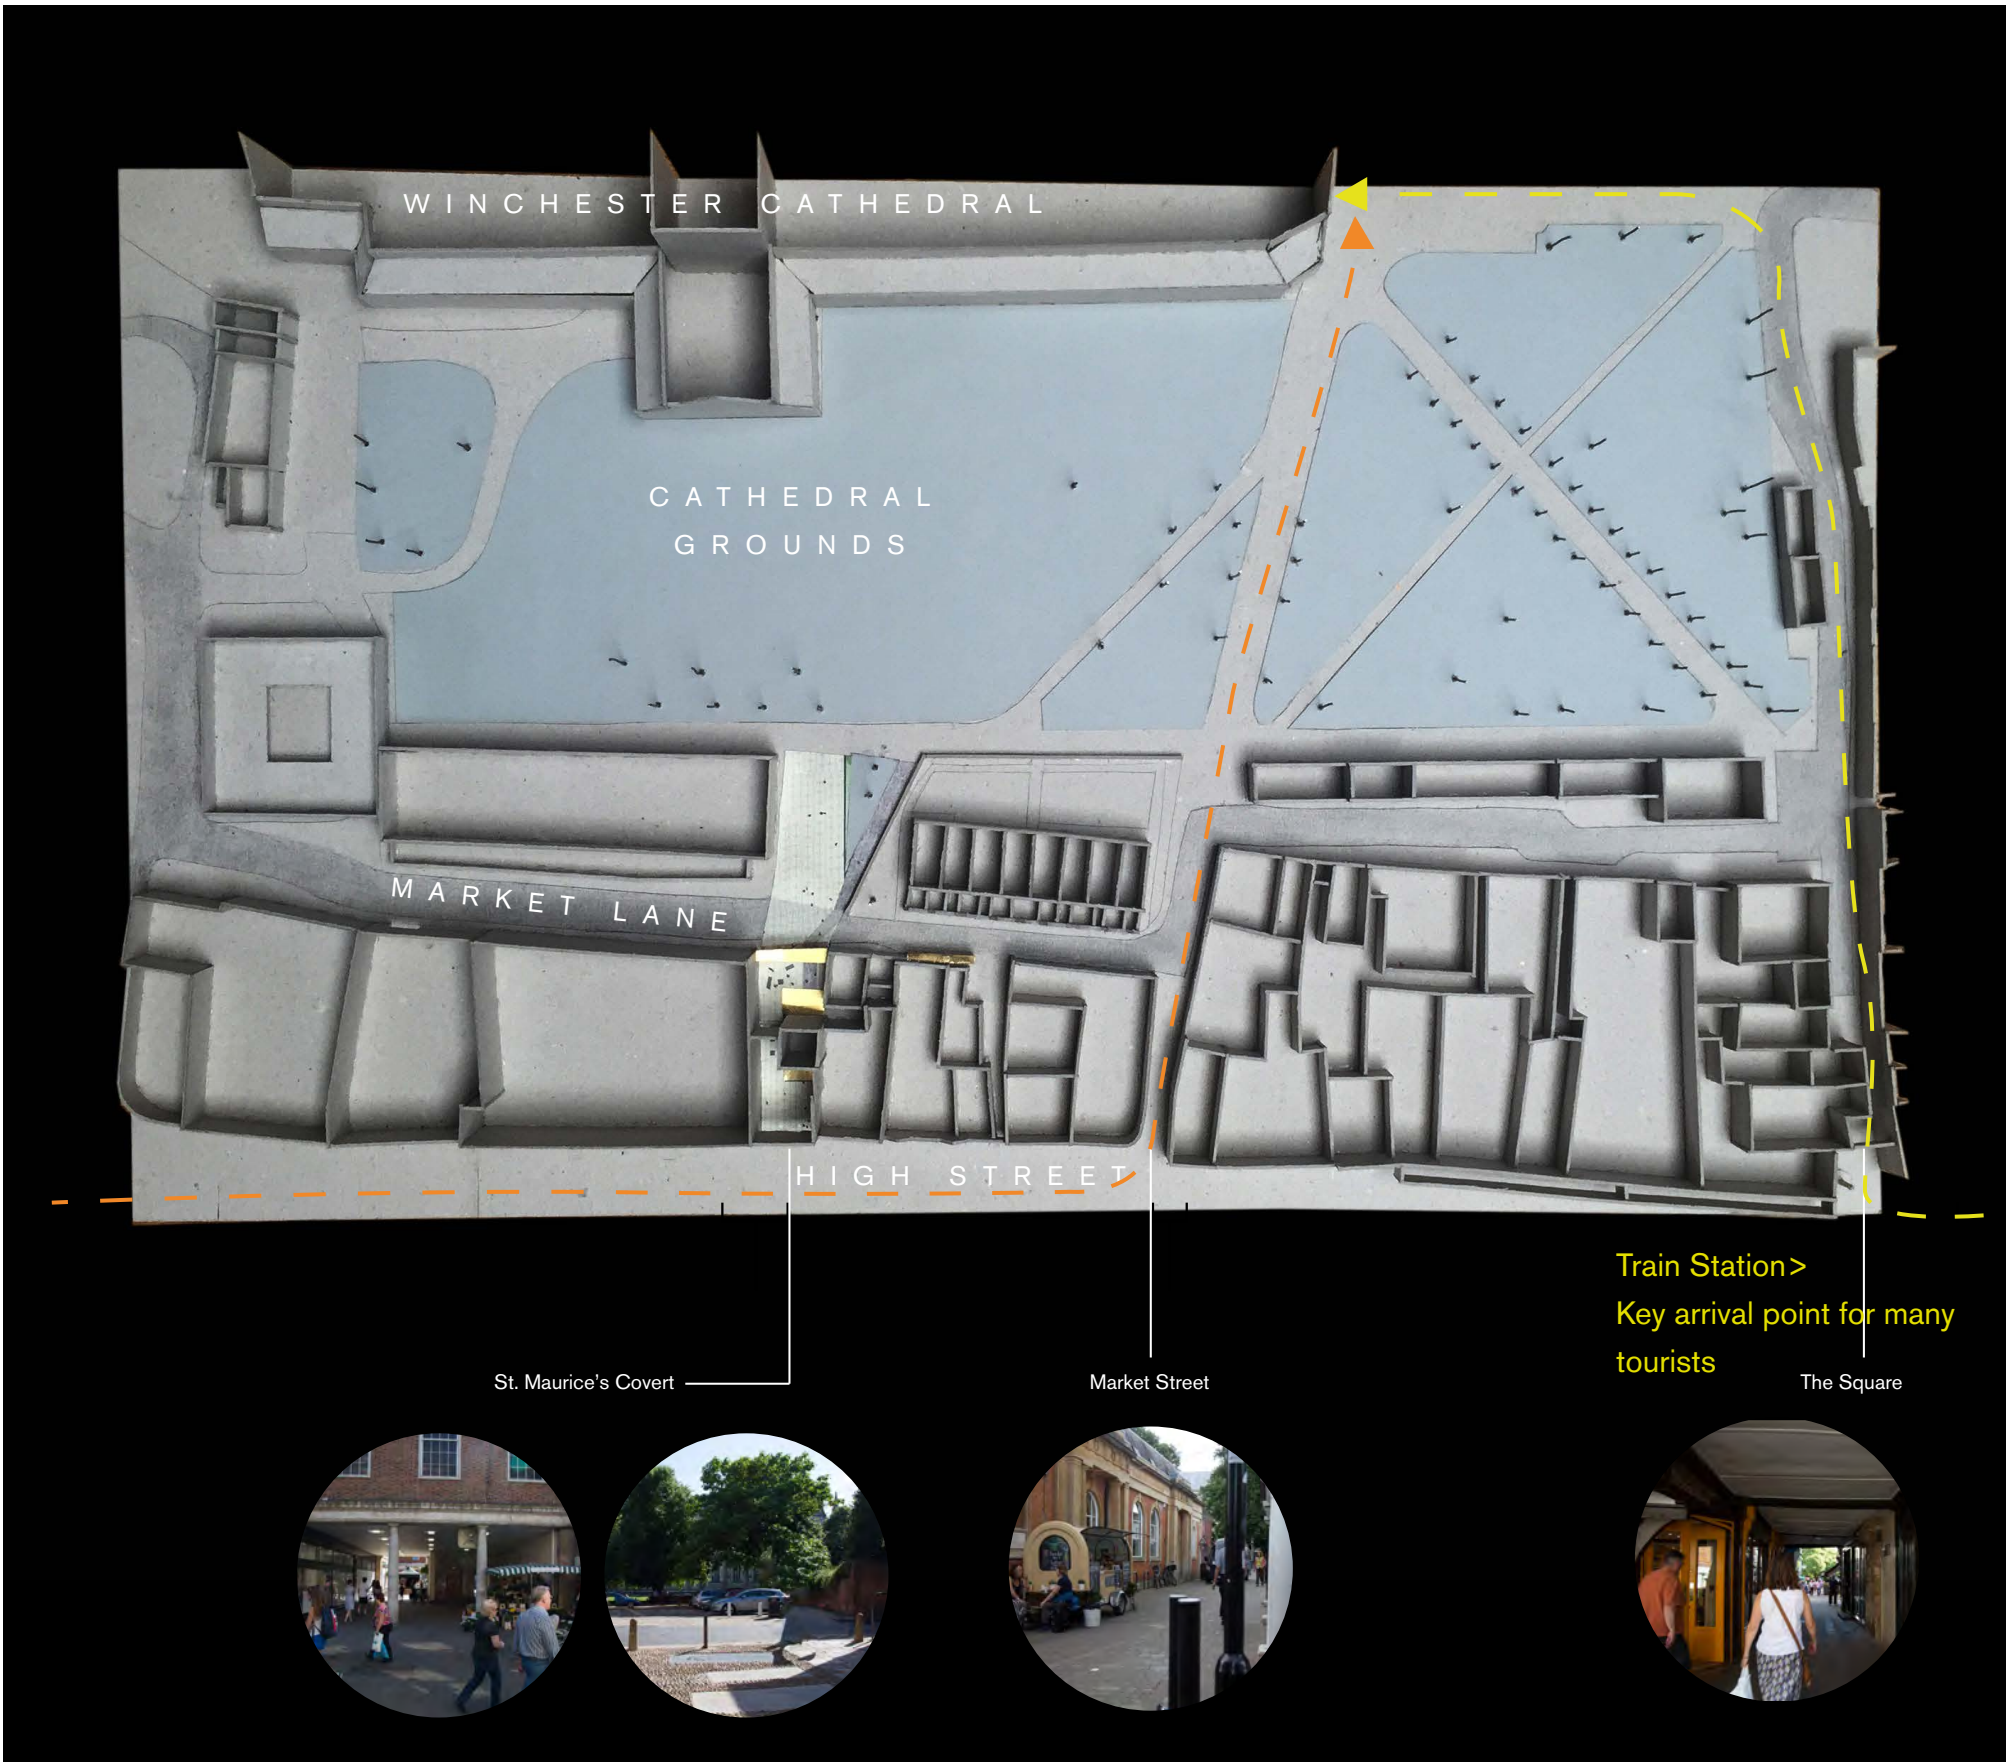 WINCHESTER CATHEDRAL
CATHEDRAL
GROUNDS
MARKET LANE
HIGH STREET
Train Station>
Key arrival point for many
tourists
St. Maurice's Covert
Market Street
The Square